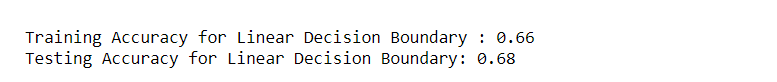 Training Accuracy for Linear Decision Boundary : 0.66
Testing Accuracy for Linear Decision Boundary: 0.68